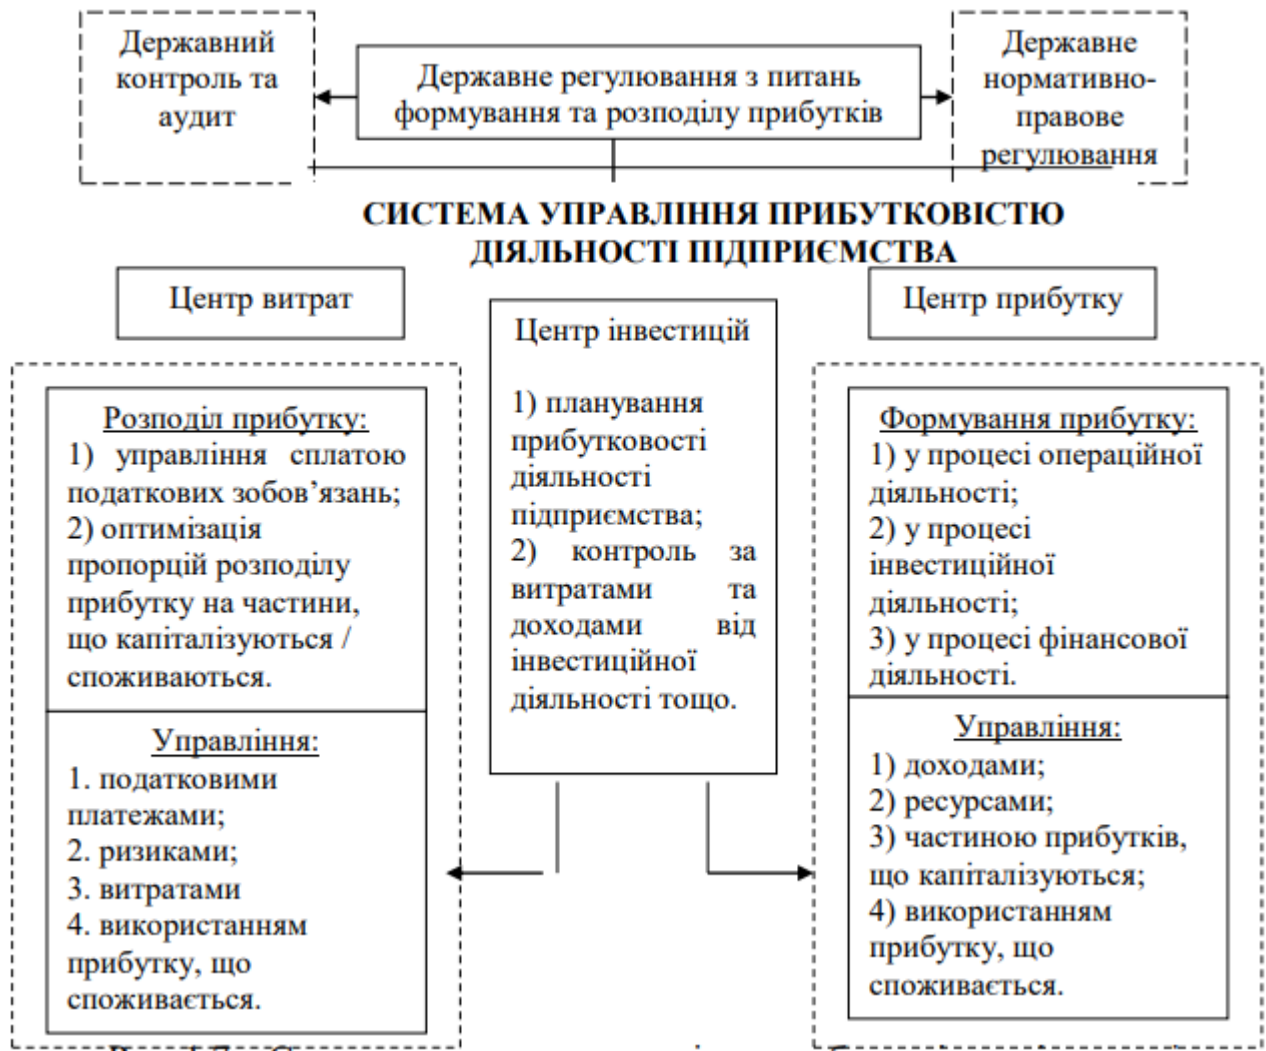 Державний
контроль та
аудит
Державне регулювання з питань
формування та розподілу прибутків
Державне
нормативно-
правове
регулювання
СИСТЕМА УПРАВЛІННЯ ПРИБУТКОВІСТЮ
ДІЯЛЬНОСТІ ПІДПРИЄМСТВА
Центр витрат
Розподіл прибутку:
1) управління сплатою
податкових зобов’язань;
2) оптимізація
пропорцій розподілу
прибутку на частини,
що капіталізуються /
споживаються.
Управління:
1. податковими
платежами;
2. ризиками;
3. витратами
4. використанням
прибутку, що
споживається.
Центр інвестицій
1) планування
прибутковості
діяльності
підприємства;
2) контроль за
витратами та
доходами від
інвестиційної
діяльності тощо.
Центр прибутку
Формування прибутку:
1) у процесі операційної
діяльності;
2) у процесі
інвестиційної
діяльності;
3) у процесі фінансової
діяльності.
Управління:
1) доходами;
2) ресурсами;
3) частиною прибутків,
що капіталізуються;
4) використанням
прибутку, що
споживається.